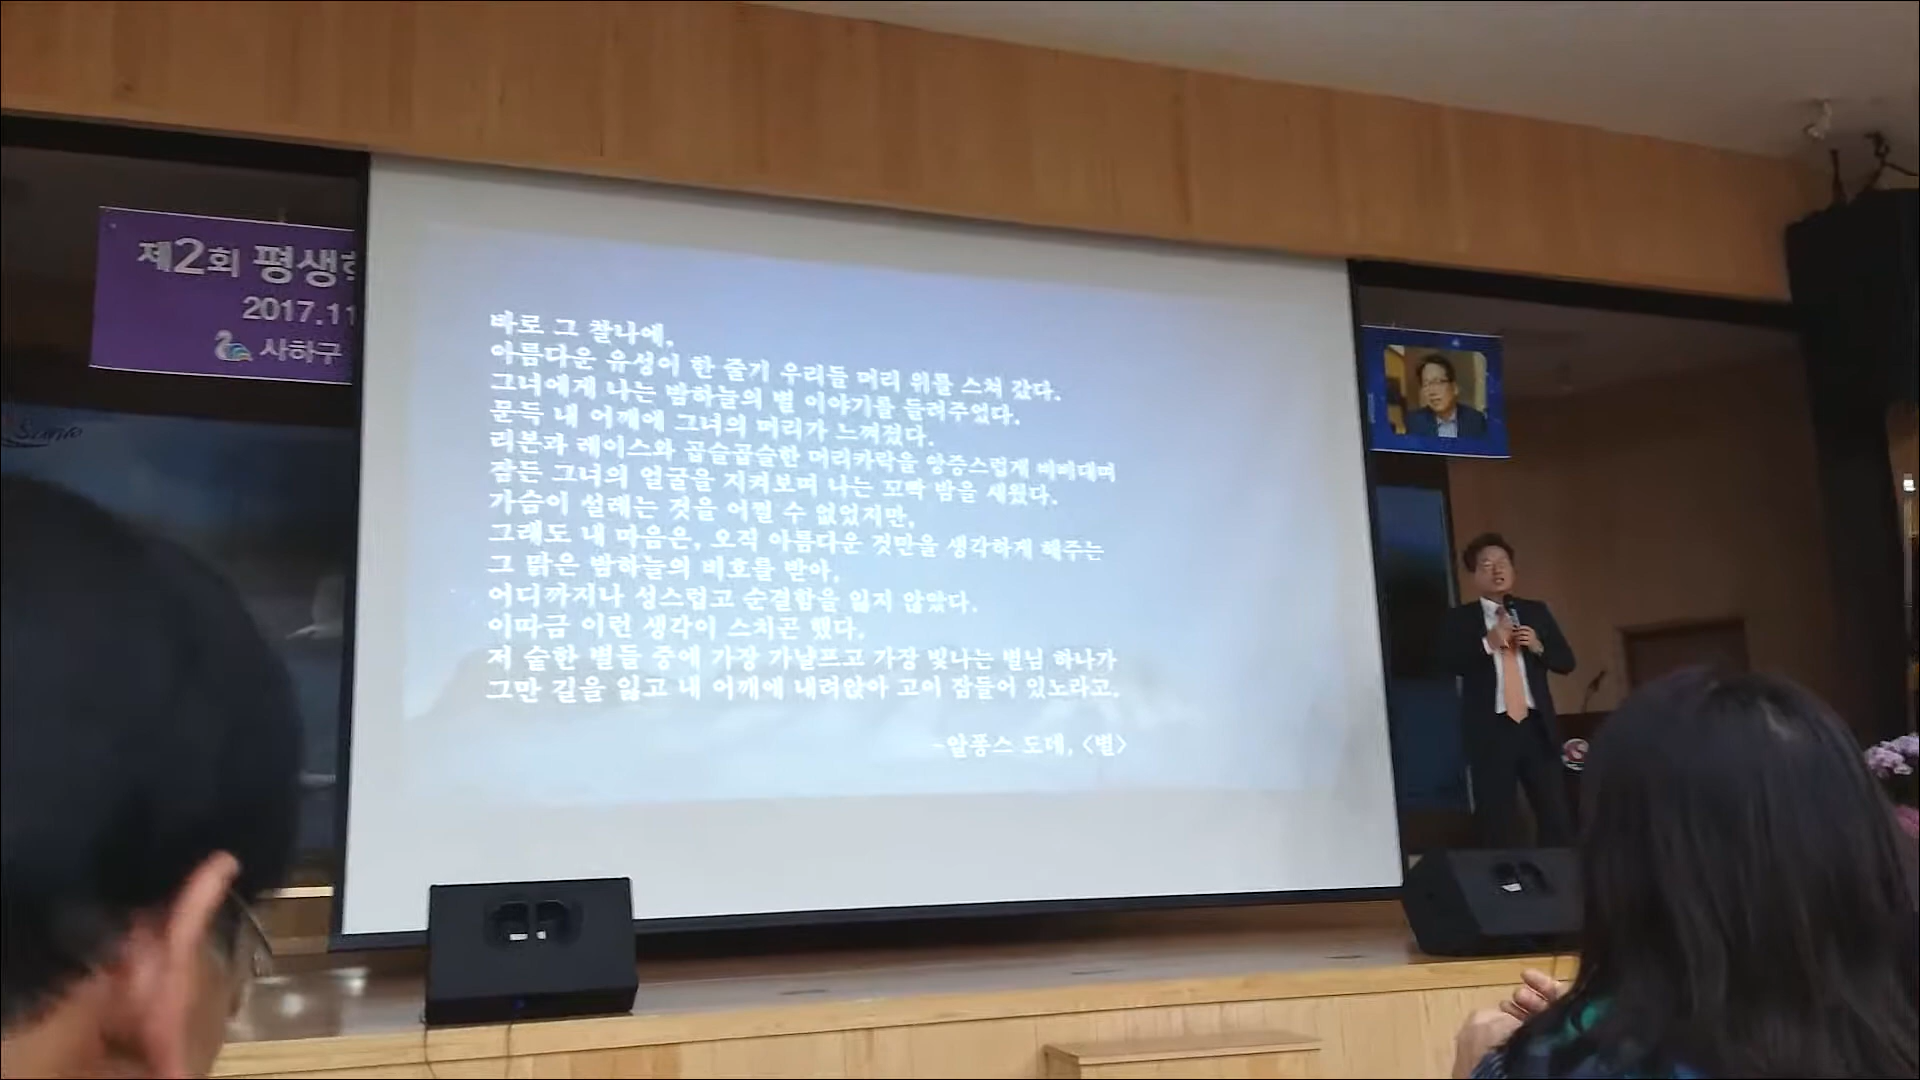 제2회 평생
2017.11
사하구
바로 그 찰나에,
아름다운 유성이 한 줄기 우리들 머리 위를 스쳐 갔다.
그녀에게 나는 밤하늘의 별 이야기를 들려주었다.
문득 내 어깨에 그녀의 머리가 느껴졌다.
리본과 레이스와 곱슬곱슬한 머리카락을 앙증스럽게 비비대며
잠든 그녀의 얼굴을 지켜보며 나는 꼬빡 밤을 새웠다.
가슴이 설레는 것을 어쩔 수 없었지만,
그래도 내 마음은, 오직 아름다운 것만을 생각하게 해주는
그 맑은 밤하늘의 비호를 받아,
어디까지나 성스럽고 순결함을 잃지 않았다.
이따금 이런 생각이 스치곤 했다.
저 숱한 별들 중에 가장 가냘프고 가장 빛나는 별님 하나가
그만 길을 잃고 내 어깨에 내려앉아 고이 잠들어 있노라고.
-알퐁스 도데, <별>